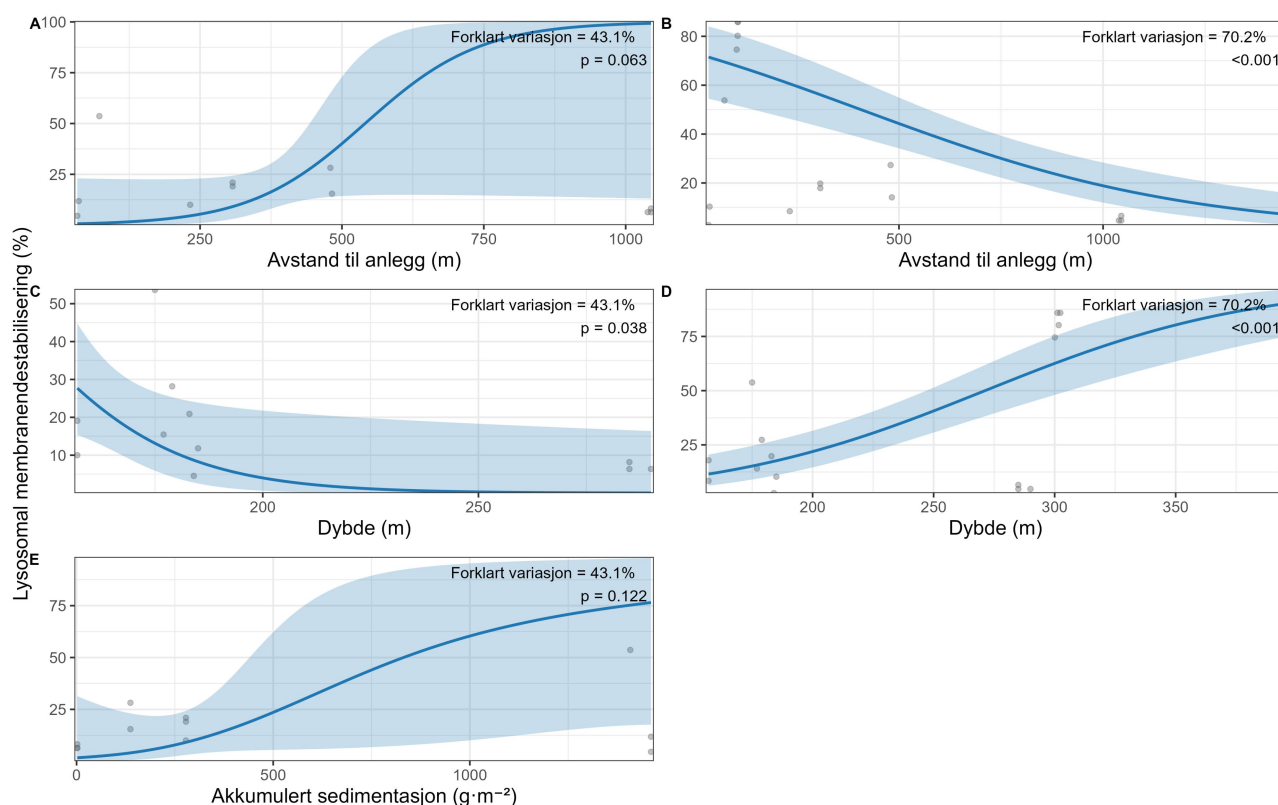 Lysosomal membranendestabilisering (%)
A
100
75
50
25
Forklart variasjon = 43.1%
p = 0.063
250 500 750 1000
Avstand til anlegg (m)
B
80
60
40
20
Forklart variasjon = 70.2%
<0.001
500 1000
Avstand til anlegg (m)
C
50
40
30
20
10
Forklart variasjon = 43.1%
p = 0.038
200 250
Dybde (m)
D
75
50
25
Forklart variasjon = 70.2%
<0.001
200 250 300 350
Dybde (m)
E
75
50
25
Forklart variasjon = 43.1%
p = 0.122
0 500 1000
Akkumulert sedimentasjon (g·m⁻²)